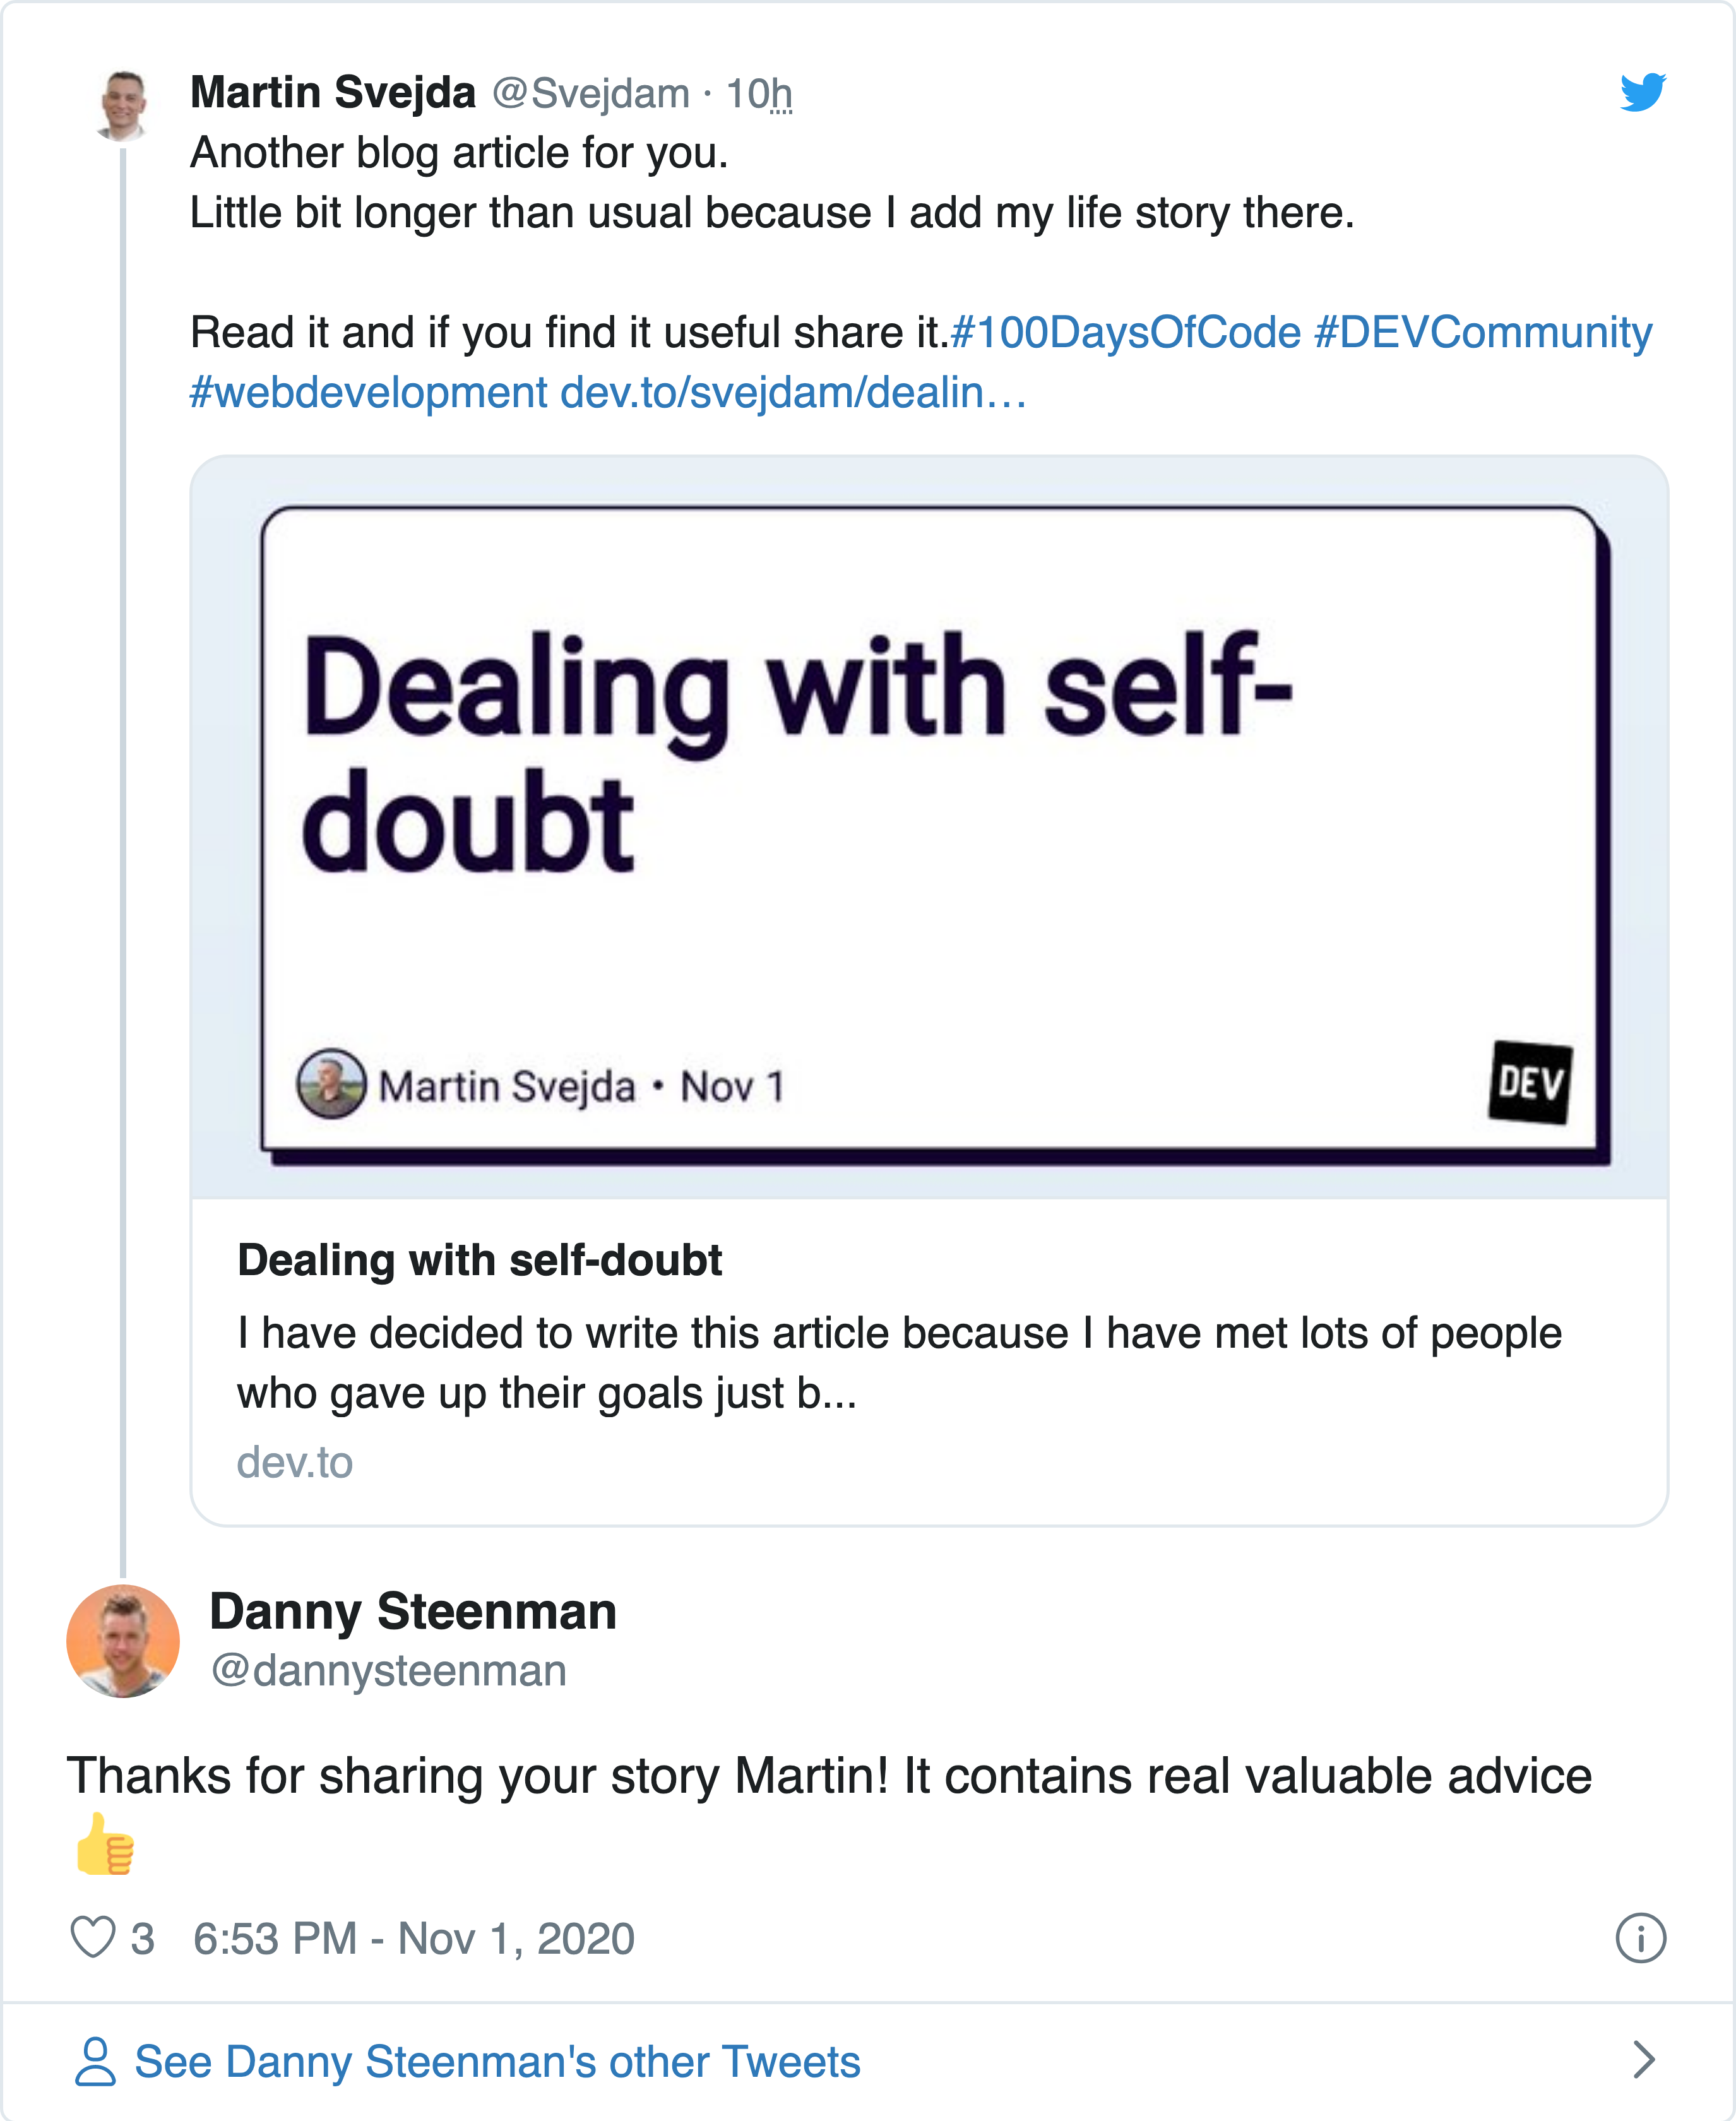 Martin Svejda @Svejdam · 10h
Another blog article for you.
Little bit longer than usual because I add my life story there.
Read it and if you find it useful share it.#100DaysOfCode #DEVCommunity
#webdevelopment dev.to/svejdam/dealin…
Dealing with self-
doubt
Martin Svejda • Nov 1
DEV
Dealing with self-doubt
I have decided to write this article because I have met lots of people
who gave up their goals just b...
dev.to
Danny Steenman
@dannysteenman
Thanks for sharing your story Martin! It contains real valuable advice
👍
3 6:53 PM - Nov 1, 2020
See Danny Steenman's other Tweets